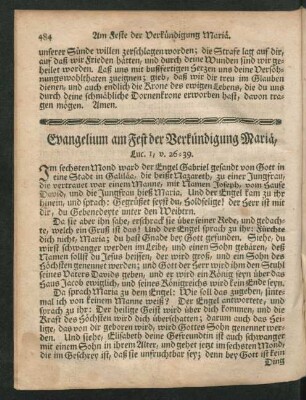 484 Am Feste der Verkündigung Mariä.
unserer Sünde willen zerschlagen worden; die Strafe lag auf dir,
auf daß wir Frieden hätten, und durch deine Wunden sind wir ge-
heilet worden. Laß uns mit bußfertigen Herzen uns deine Versöh-
nungswohlthaten zueignen; gieb, daß wir dir treu im Glauben
dienen, und auch endlich die Krone des ewigen Lebens, die du uns
durch deine schmähliche Dornenkrone erworben hast, davon tra-
gen mögen. Amen.
Evangelium am Fest der Verkündigung Mariä,
Luc. 1, v. 26-39.
Im sechsten Mond ward der Engel Gabriel gesandt von Gott in
eine Stadt in Galiläa, die heißt Nazareth, zu einer Jungfrau,
die vertrauet war einem Manne, mit Namen Joseph, vom Hause
David, und die Jungfrau hieß Maria. Und der Engel kam zu ihr
hinein, und sprach: Gegrüsset seyst du, Holdselige! der Herr ist mit
dir, du Gebenedeyete unter den Weibern.
Da sie aber ihn sahe, erschrack sie über seiner Rede, und gedach-
te, welch ein Gruß ist das? Und der Engel sprach zu ihr: Fürchte
dich nicht, Maria; du hast Gnade bey Gott gefunden. Siehe, du
wirst schwanger werden im Leibe, und einen Sohn gebären, deß
Namen sollst du Jesus heissen, der wird groß, und ein Sohn des
Höchsten genennet werden; und Gott der Herr wird ihm den Stuhl
seines Vaters Davids geben, und er wird ein König seyn über das
Haus Jacob ewiglich, und seines Königreichs wird kein Ende seyn.
Da sprach Maria zu dem Engel: Wie soll das zugehen, sinte-
mal ich von keinem Manne weiß? Der Engel antwortete, und
sprach zu ihr: Der heilige Geist wird über dich kommen, und die
Kraft des Höchsten wird dich überschatten; darum auch das Hei-
lige, das von dir geboren wird, wird Gottes Sohn genennet wer-
den. Und siehe, Elisabeth deine Gefreundtin ist auch schwanger
mit einem Sohn in ihrem Alter, und gehet jetzt im sechsten Mond,
die im Geschrey ist, daß sie unfruchtbar sey; denn bey Gott ist kein
Ding